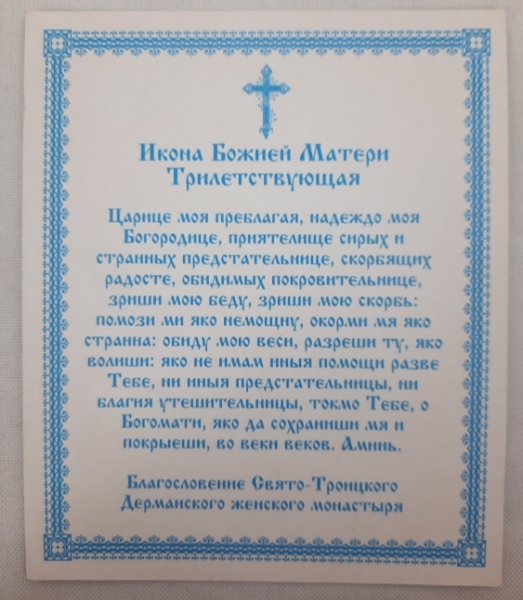 Икона Божией Матери
Трилетствующая
Царице моя преблагая, надеждо моя
Богородице, приятелище сирых и
странных предстательнице, скорбящих
радосте, обидимых покровительнице,
зриши мою беду, зриши мою скорбь:
помози ми яко немощну, окорми мя яко
странна: обиду мою веси, разреши ту, яко
волиши: яко не имам иныя помощи разве
Тебе, ни иныя предстательницы, ни
благия утешительницы, токмо Тебе, о
Богомати, яко да сохраниши мя и
покрыеши, во веки веков. Аминь.
Благословение Свято-Троицкого
Дерманского женского монастыря